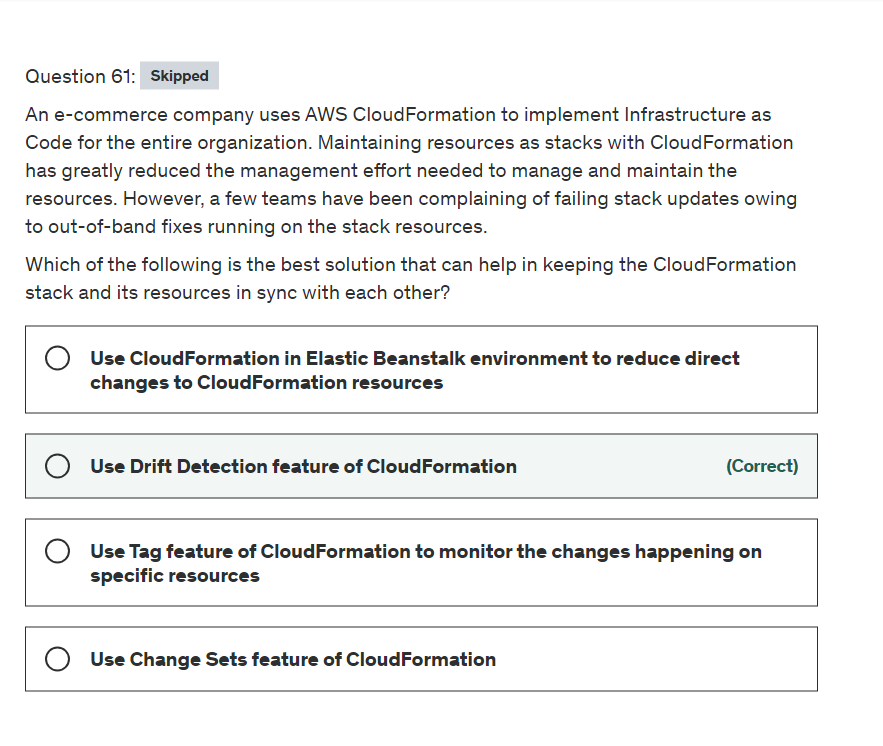 Question 61: Skipped
An e-commerce company uses AWS CloudFormation to implement Infrastructure as
Code for the entire organization. Maintaining resources as stacks with CloudFormation
has greatly reduced the management effort needed to manage and maintain the
resources. However, a few teams have been complaining of failing stack updates owing
to out-of-band fixes running on the stack resources.
Which of the following is the best solution that can help in keeping the CloudFormation
stack and its resources in sync with each other?
Use CloudFormation in Elastic Beanstalk environment to reduce direct
changes to CloudFormation resources
Use Drift Detection feature of CloudFormation (Correct)
Use Tag feature of CloudFormation to monitor the changes happening on
specific resources
Use Change Sets feature of CloudFormation